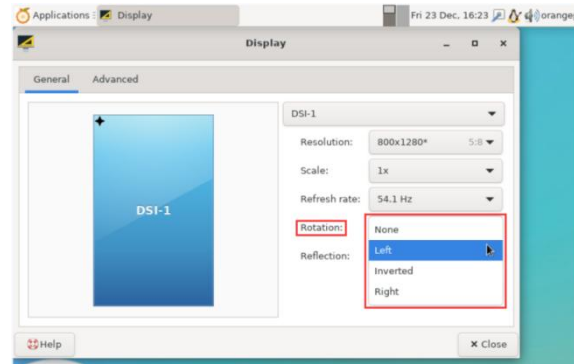 Applications : Display Fri 23 Dec, 16:23 orangep
Display
General Advanced
DSI-1
DSI-1
Resolution: 800x1280* 5:8
Scale: 1x
Refresh rate: 54.1 Hz
Rotation: None
Left
Reflection: Inverted
Right
Help Close